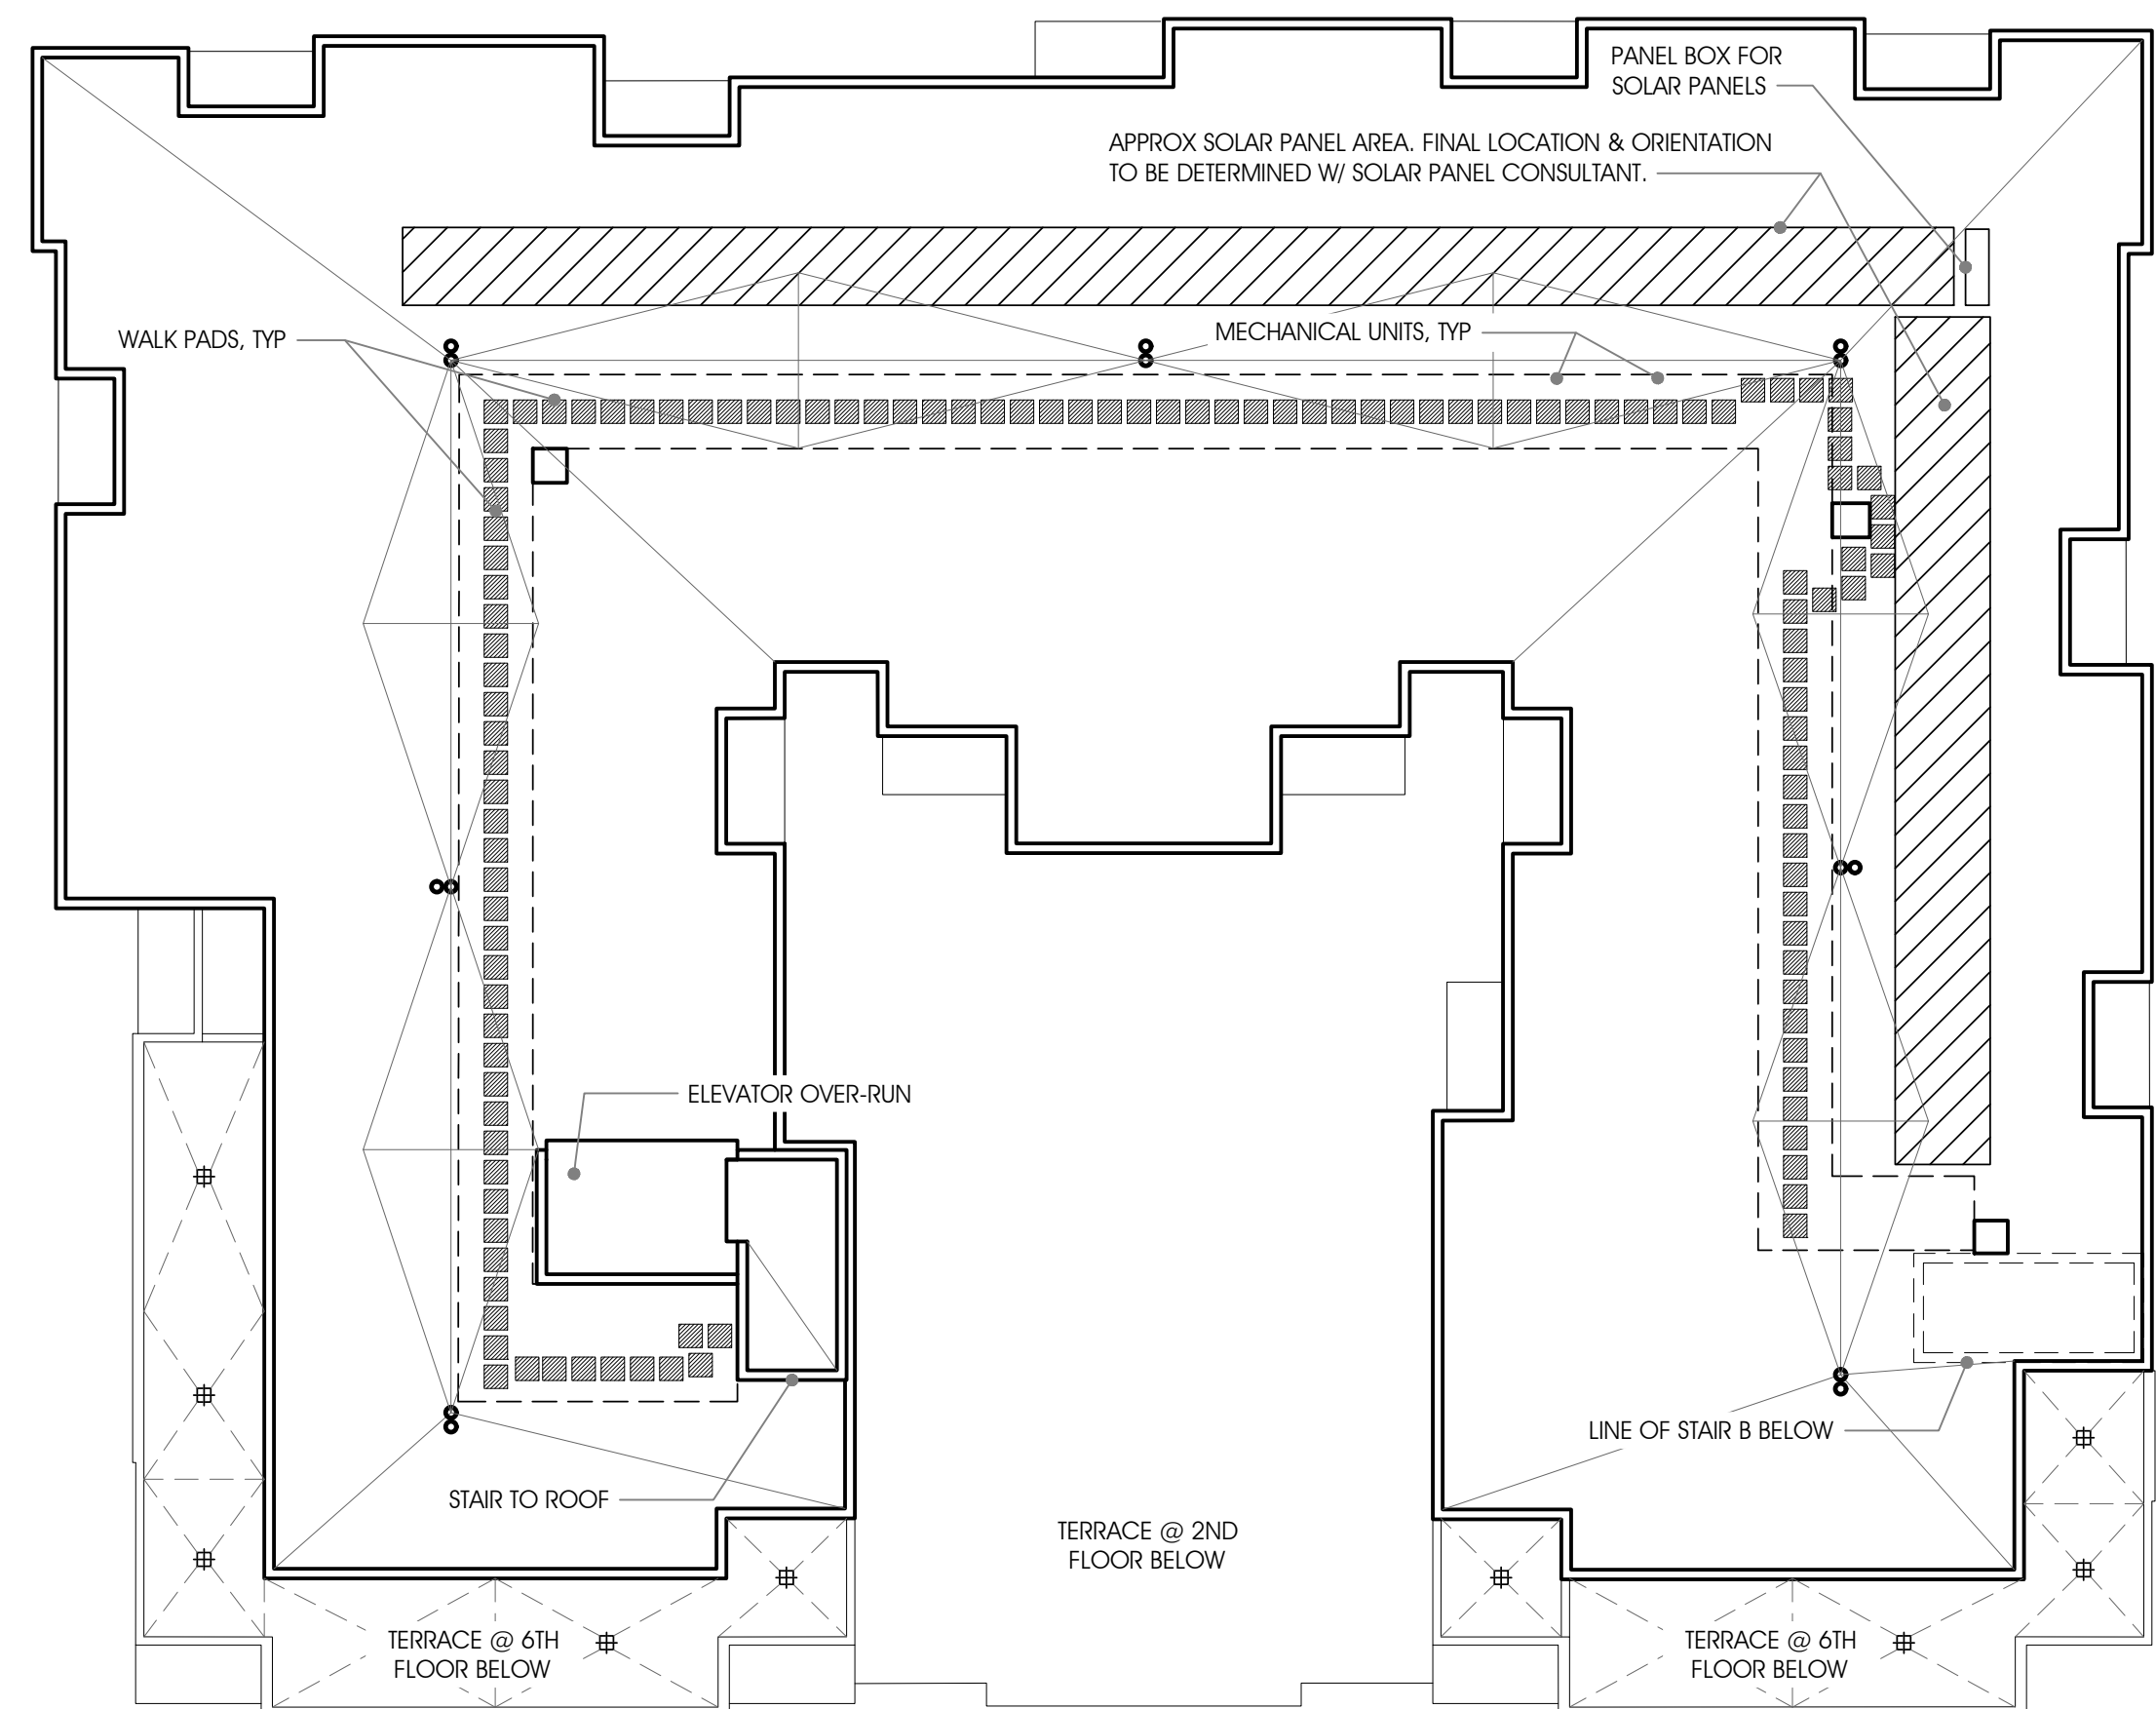 PANEL BOX FOR
SOLAR PANELS
APPROX SOLAR PANEL AREA. FINAL LOCATION & ORIENTATION
TO BE DETERMINED W/ SOLAR PANEL CONSULTANT.
WALK PADS, TYP
MECHANICAL UNITS, TYP
ELEVATOR OVER-RUN
LINE OF STAIR B BELOW
STAIR TO ROOF
TERRACE @ 2ND
FLOOR BELOW
TERRACE @ 6TH
FLOOR BELOW
TERRACE @ 6TH
FLOOR BELOW